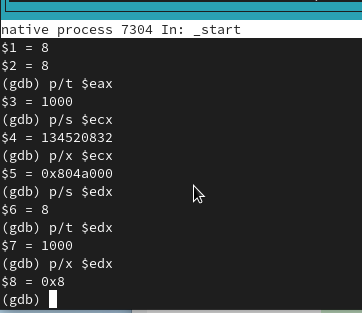 native process 7304 In: _start
$1 = 8
$2 = 8
(gdb) p/t $eax
$3 = 1000
(gdb) p/s $ecx
$4 = 134520832
(gdb) p/x $ecx
$5 = 0x804a000
(gdb) p/s $edx
$6 = 8
(gdb) p/t $edx
$7 = 1000
(gdb) p/x $edx
$8 = 0x8
(gdb)